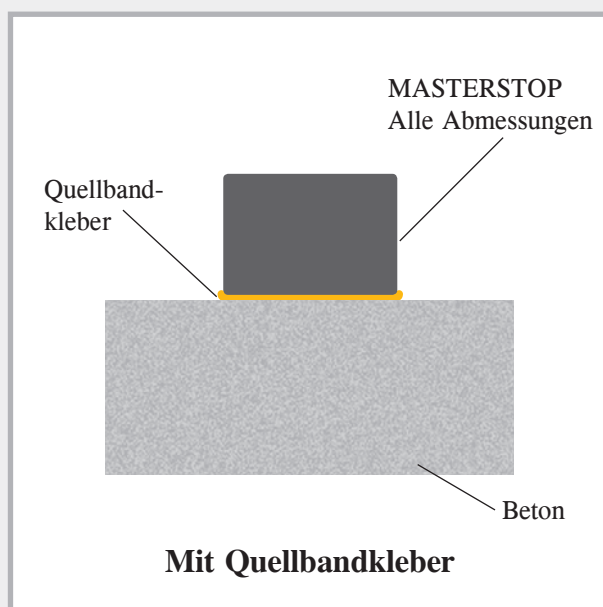 MASTERSTOP
Alle Abmessungen
Quellband-
kleber
Beton
Mit Quellbandkleber